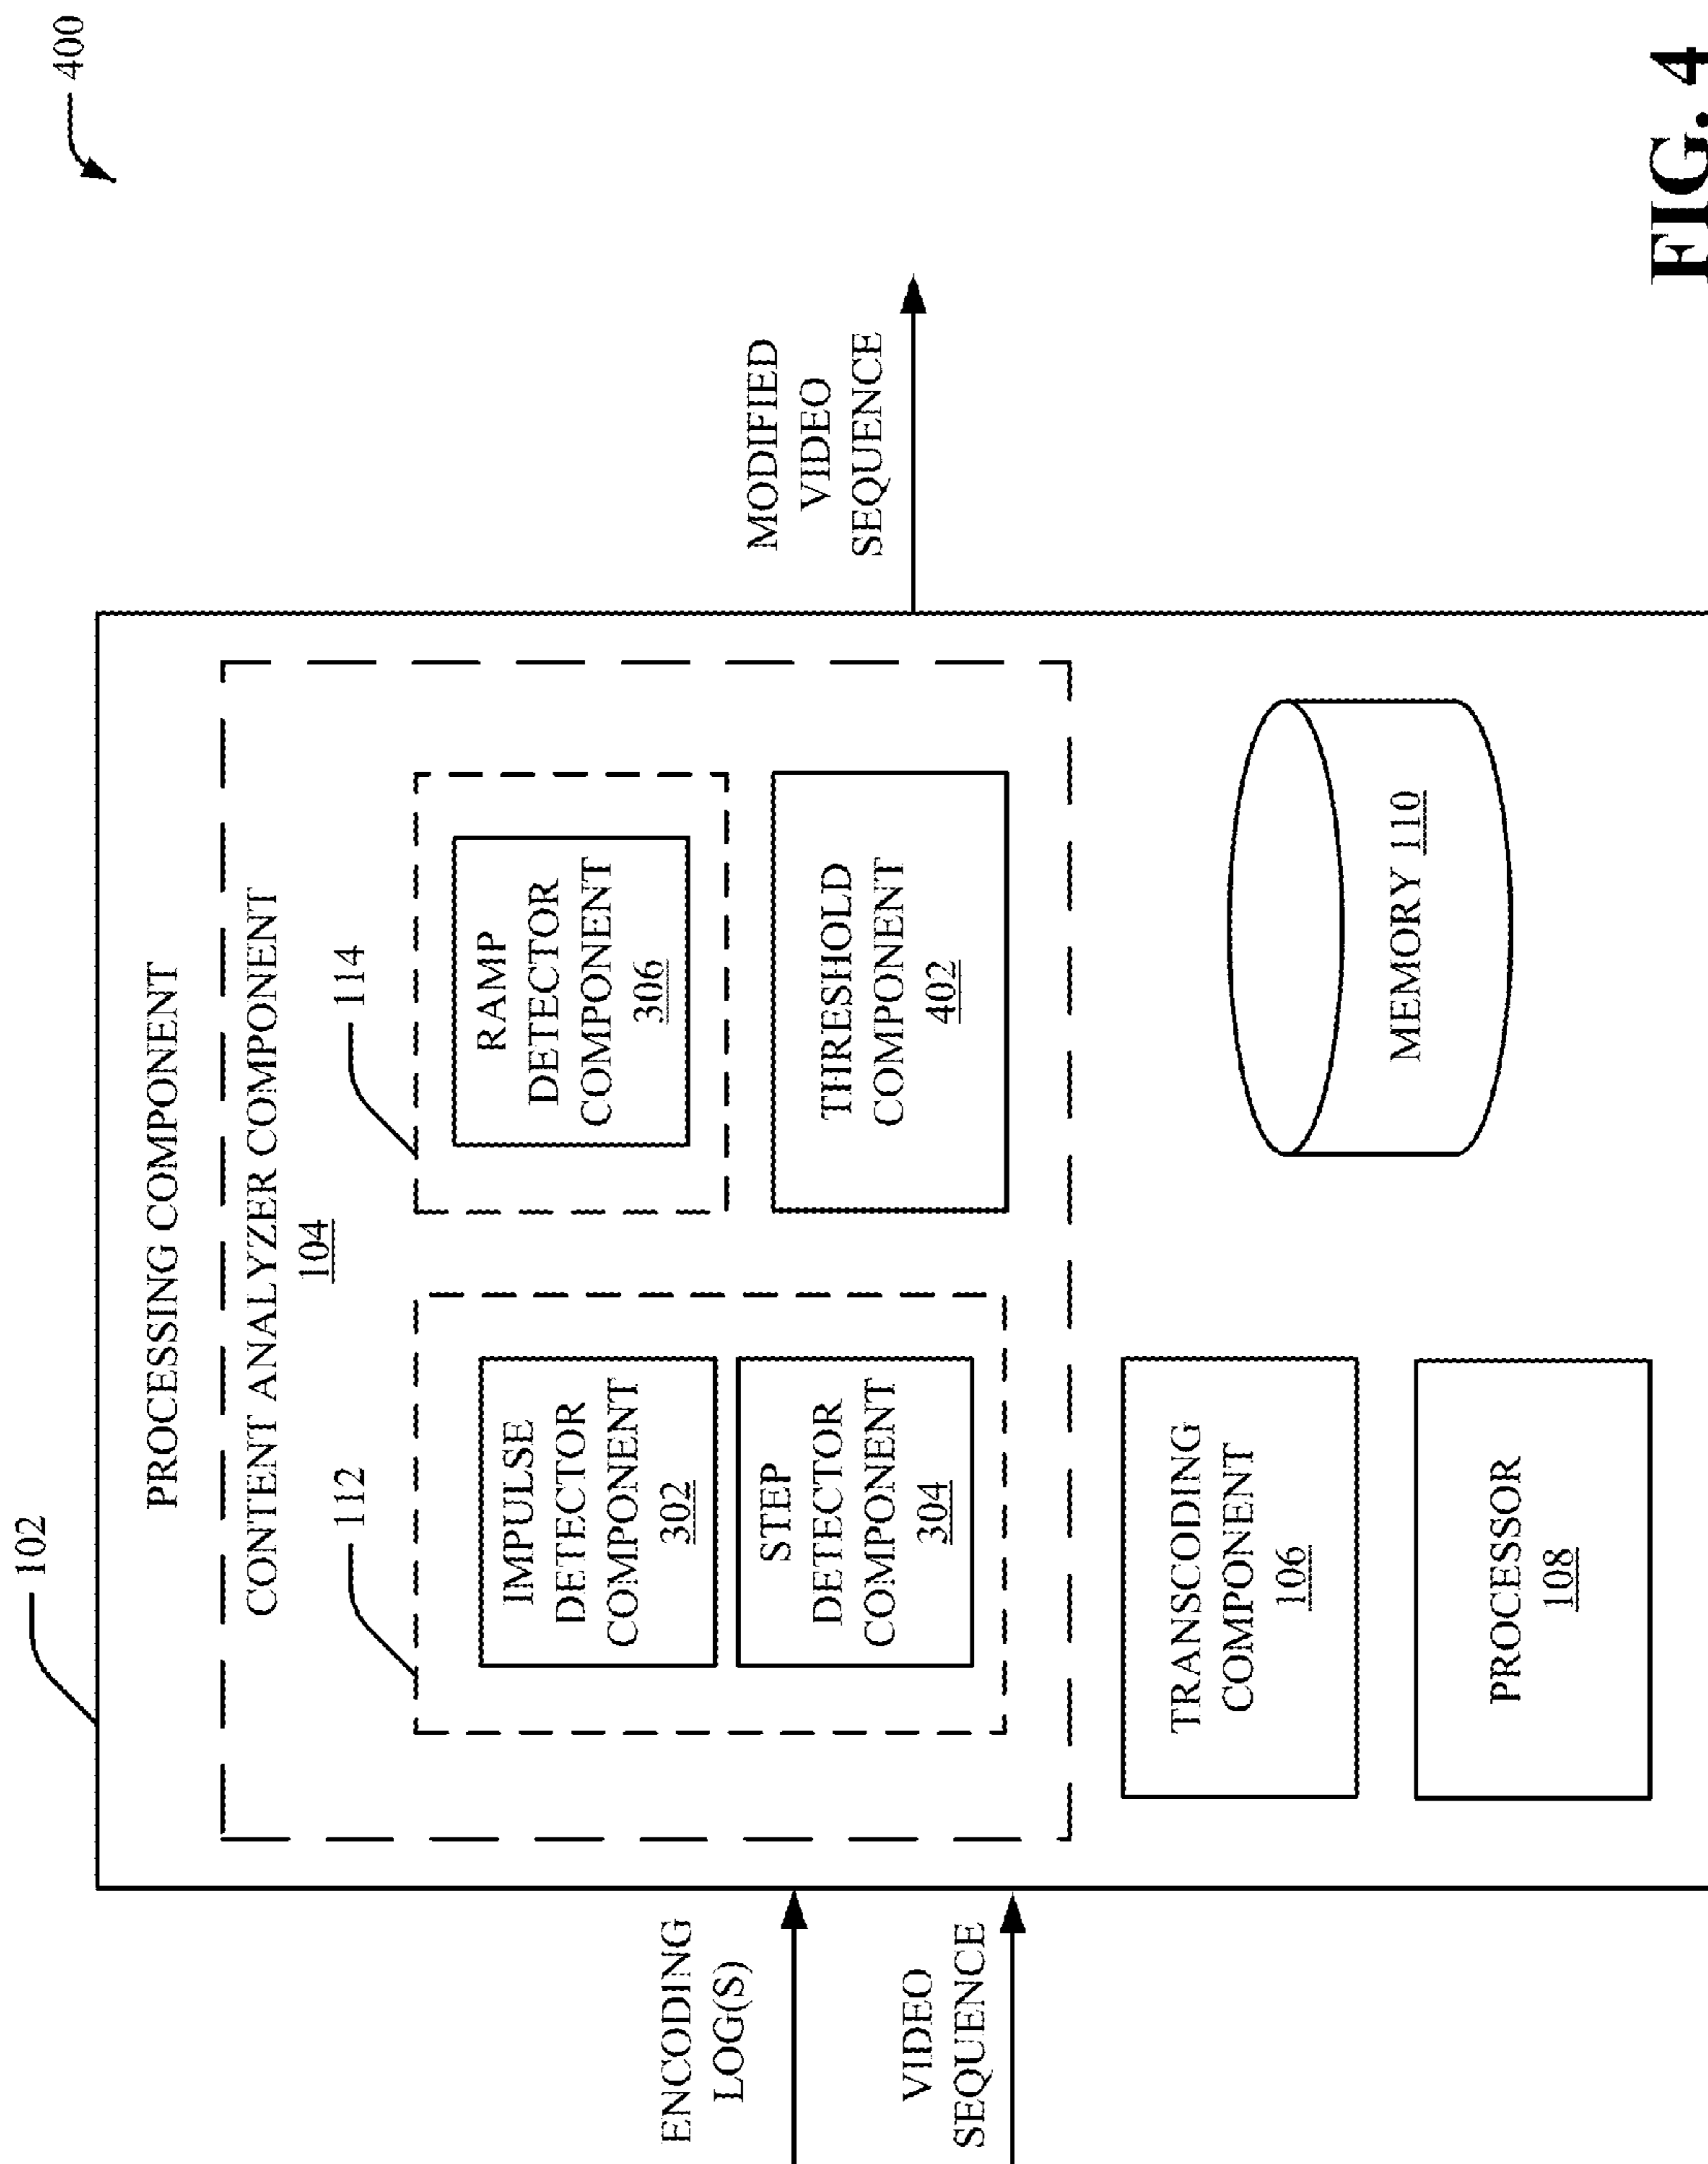 400
102
PROCESSING COMPONENT
CONTENT ANALYZER COMPONENT
104
112
114
IMPULSE
DETECTOR
COMPONENT
302
STEP
DETECTOR
COMPONENT
304
RAMP
DETECTOR
COMPONENT
306
THRESHOLD
COMPONENT
402
ENCODING
LOG(S)
VIDEO
SEQUENCE
MODIFIED
VIDEO
SEQUENCE
TRANSCODING
COMPONENT
106
PROCESSOR
108
MEMORY 110
FIG. 4